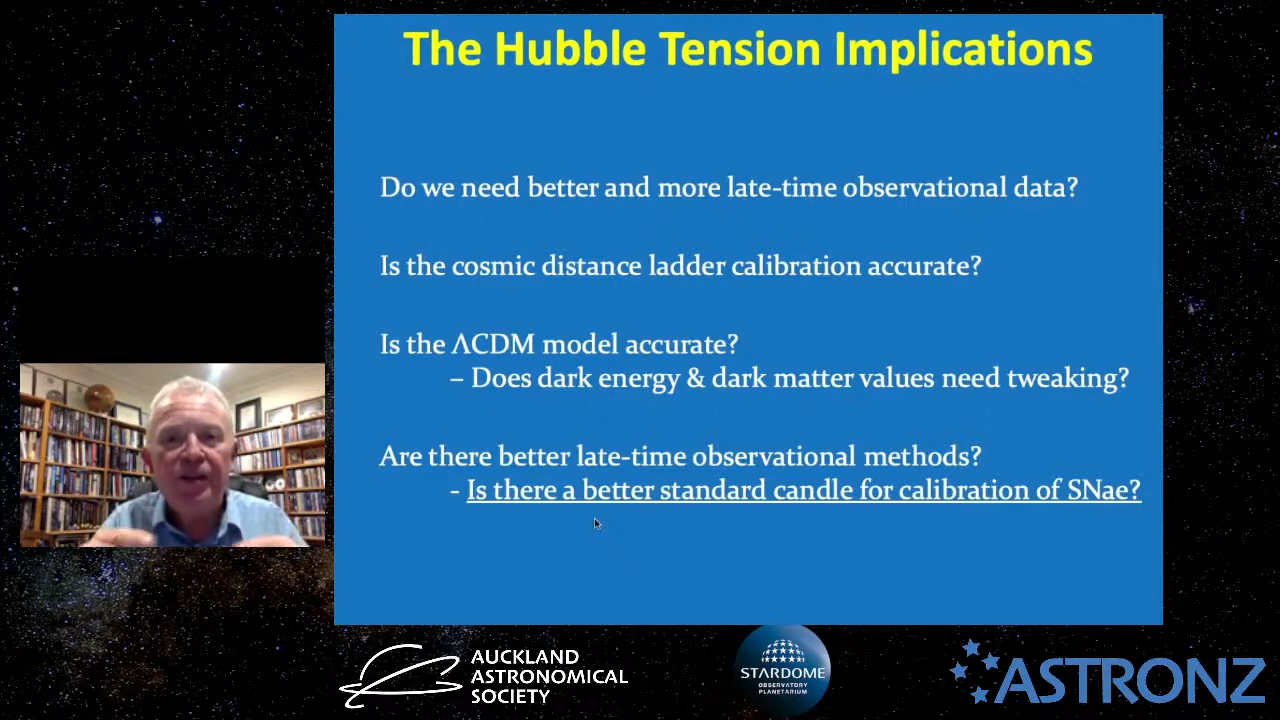 The Hubble Tension Implications
Do we need better and more late-time observational data?
Is the cosmic distance ladder calibration accurate?
Is the ΛCDM model accurate?
– Does dark energy & dark matter values need tweaking?
Are there better late-time observational methods?
- Is there a better standard candle for calibration of SNae?
AUCKLAND
ASTRONOMICAL
SOCIETY
STARDOME
OBSERVATORY
PLANETARIUM
ASTRONZ